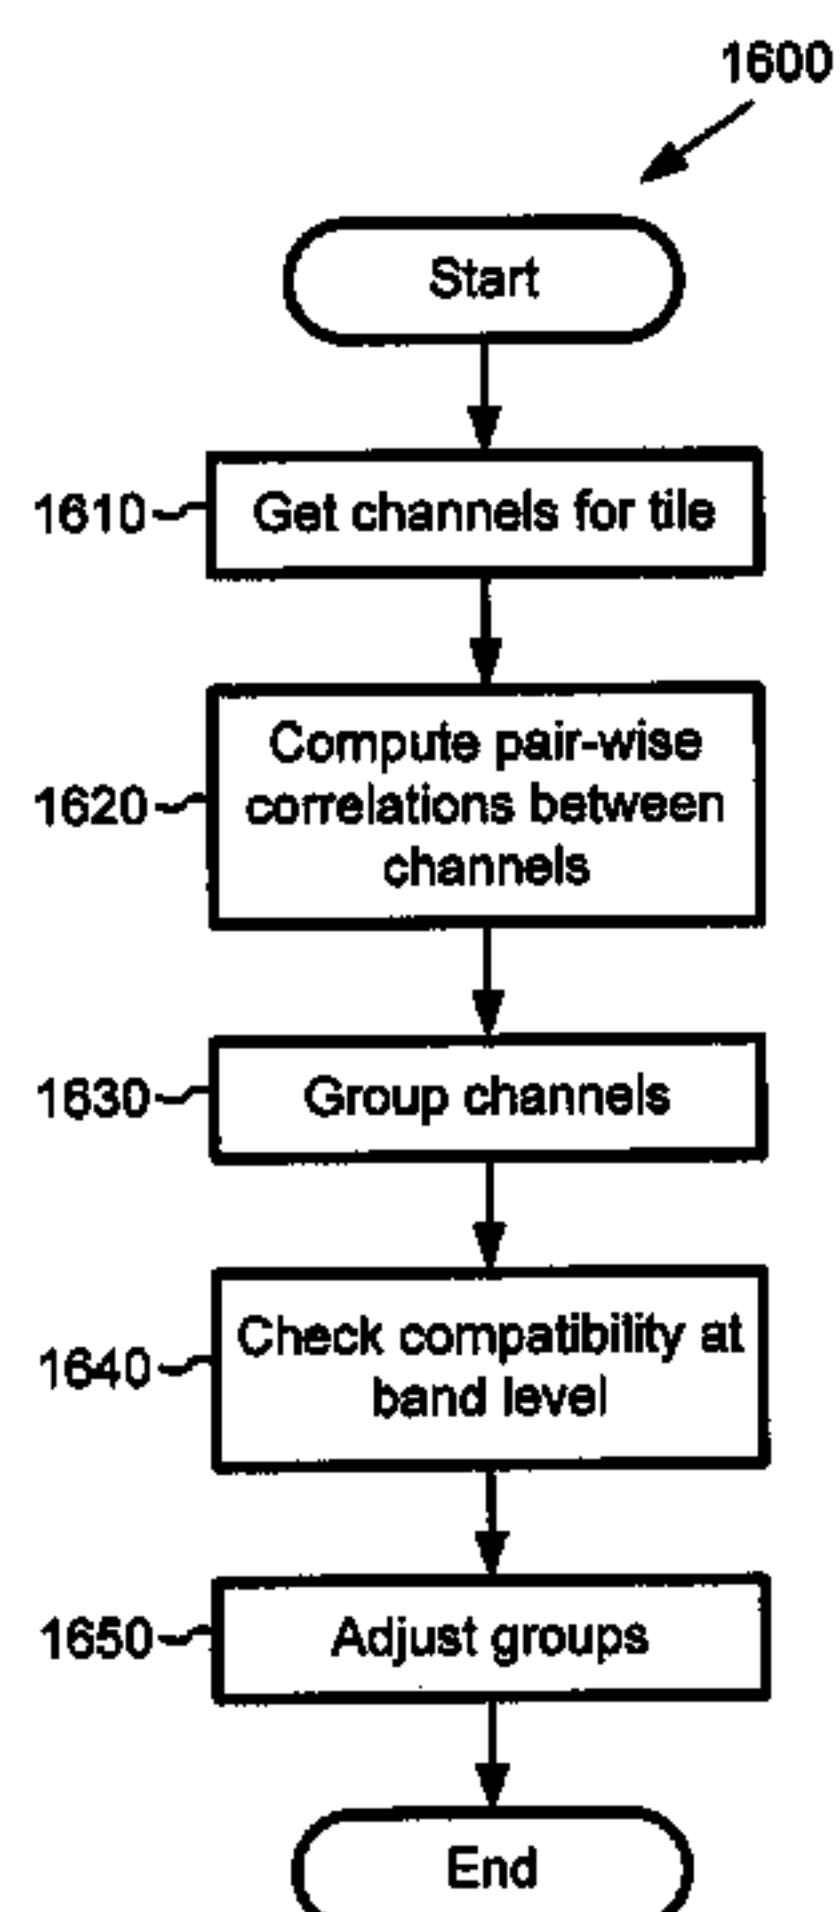 1600
Start
1610
Get channels for tile
1620
Compute pair-wise
correlations between
channels
1630
Group channels
1640
Check compatibility at
band level
1650
Adjust groups
End